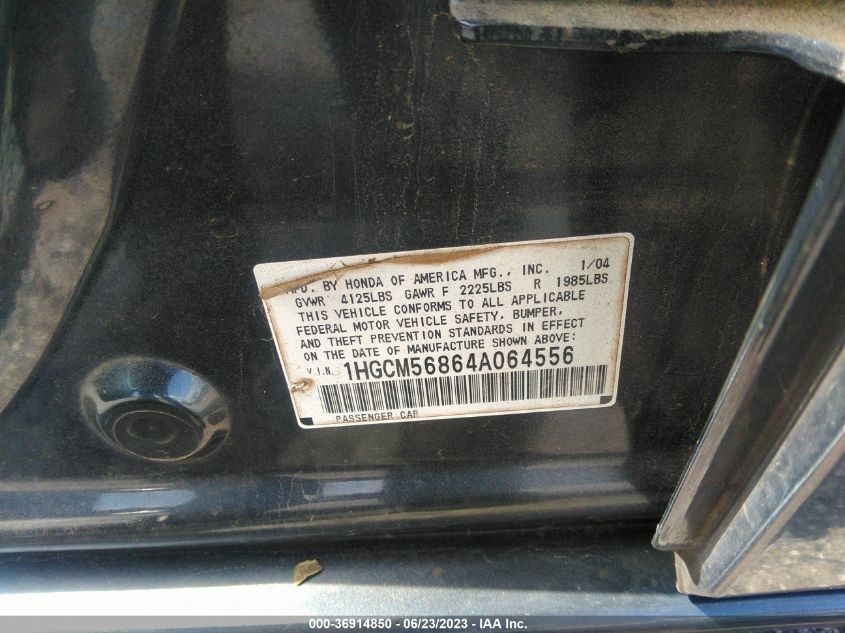 MFD. BY HONDA OF AMERICA MFG., INC. 1/04
GVWR 4125LBS GAWR F 2225LBS R 1985LBS
THIS VEHICLE CONFORMS TO ALL APPLICABLE
FEDERAL MOTOR VEHICLE SAFETY, BUMPER,
AND THEFT PREVENTION STANDARDS IN EFFECT
ON THE DATE OF MANUFACTURE SHOWN ABOVE:
V.I.N. : 1HGCM56864A064556
PASSENGER CAR
000-36914850 - 06/23/2023 - IAA Inc.